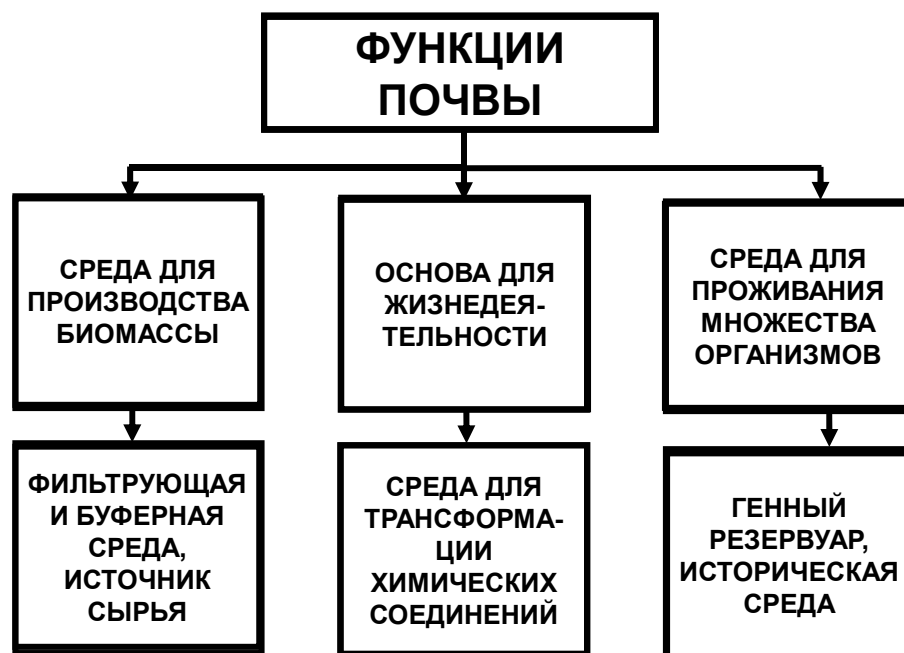 ФУНКЦИИ
ПОЧВЫ
СРЕДА ДЛЯ
ПРОИЗВОДСТВА
БИОМАССЫ
ОСНОВА ДЛЯ
ЖИЗНЕДЕЯ-
ТЕЛЬНОСТИ
СРЕДА ДЛЯ
ПРОЖИВАНИЯ
МНОЖЕСТВА
ОРГАНИЗМОВ
ФИЛЬТРУЮЩАЯ
И БУФЕРНАЯ
СРЕДА,
ИСТОЧНИК
СЫРЬЯ
СРЕДА ДЛЯ
ТРАНСФОРМА-
ЦИИ
ХИМИЧЕСКИХ
СОЕДИНЕНИЙ
ГЕННЫЙ
РЕЗЕРВУАР,
ИСТОРИЧЕСКАЯ
СРЕДА